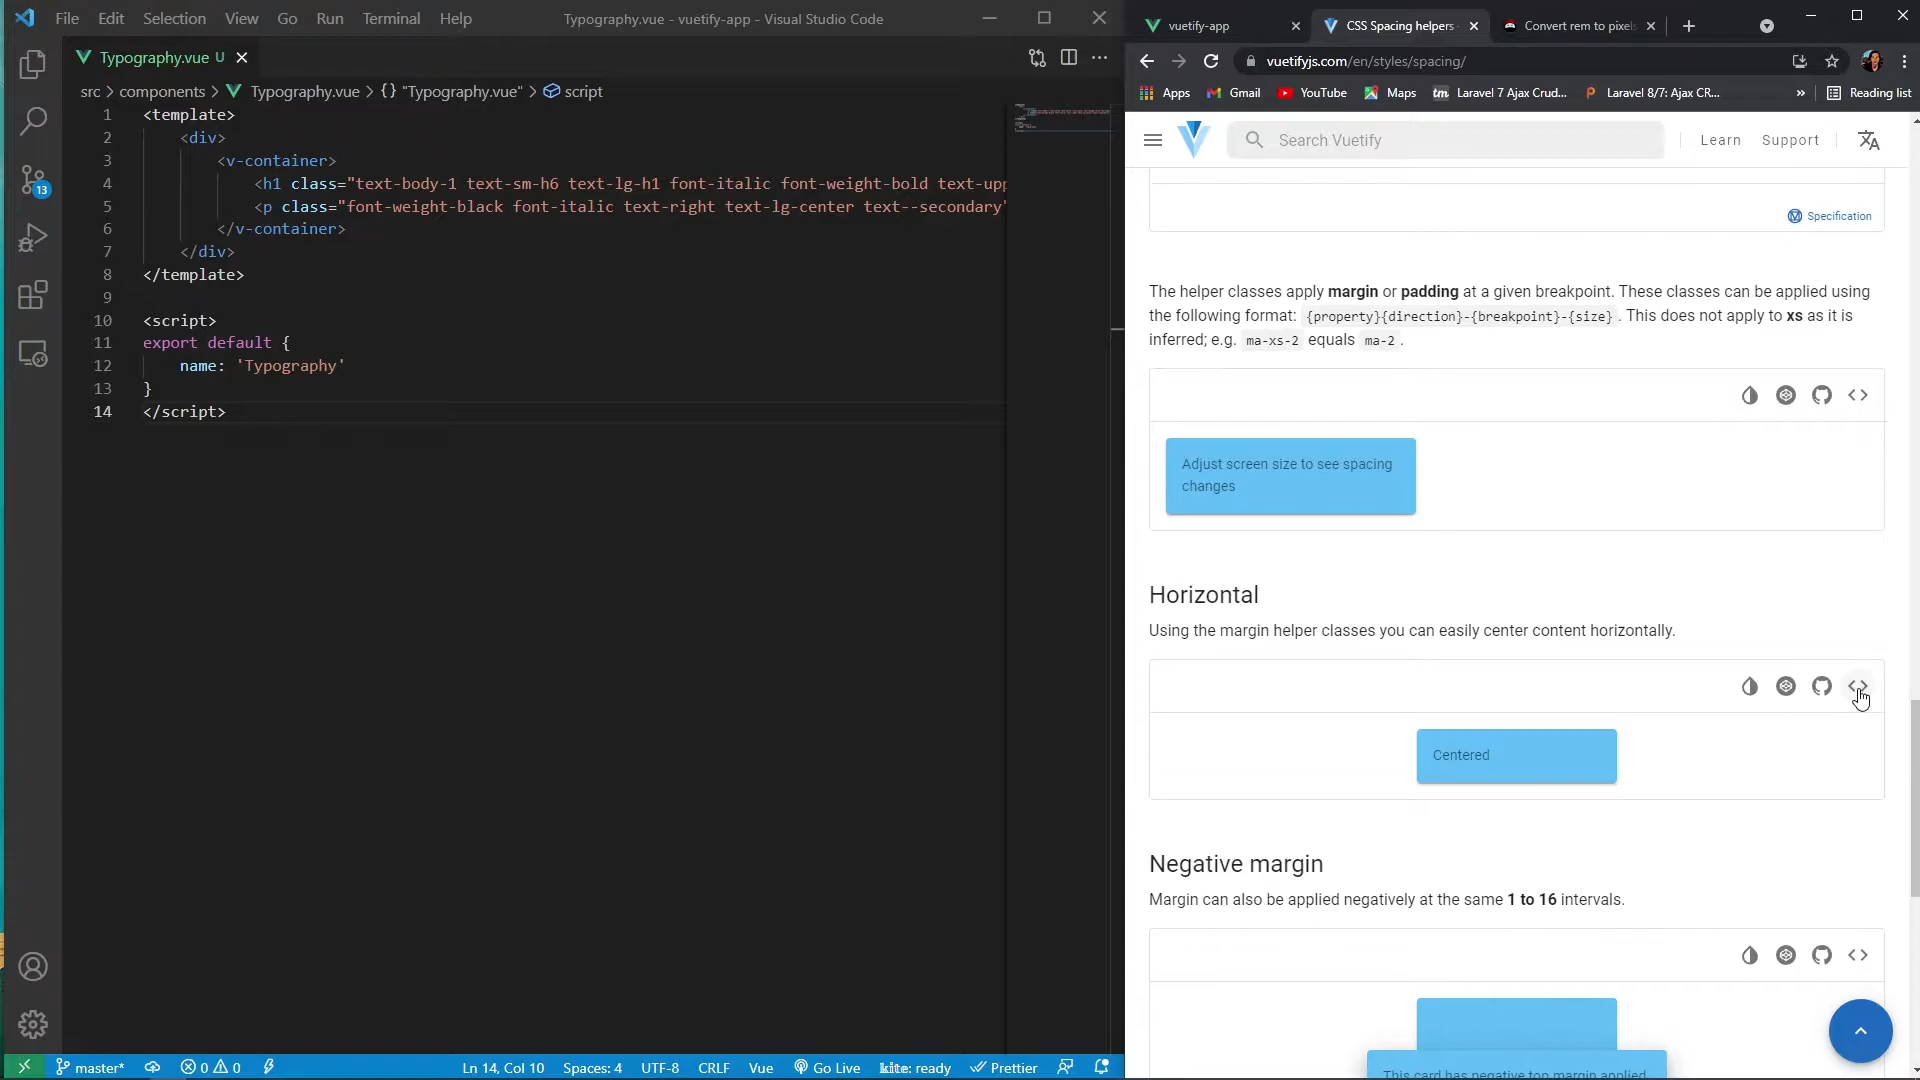 File Edit Selection View Go Run Terminal Help Typography.vue - vuetify-app - Visual Studio Code
Typography.vue U
src > components > Typography.vue > {} "Typography.vue" > script
1 <template>
2 <div>
3 <v-container>
4 <h1 class="text-body-1 text-sm-h6 text-lg-h1 font-italic font-weight-bold text-upp
5 <p class="font-weight-black font-italic text-right text-lg-center text--secondary"
6 </v-container>
7 </div>
8 </template>
9
10 <script>
11 export default {
12 name: 'Typography'
13 }
14 </script>
13
master* 0 0 Ln 14, Col 10 Spaces: 4 UTF-8 CRLF Vue Go Live kite: ready Prettier
vuetify-app CSS Spacing helpers Convert rem to pixels
vuetifyjs.com/en/styles/spacing/
Apps Gmail YouTube Maps tm Laravel 7 Ajax Crud... Laravel 8/7: Ajax CR... » Reading list
Search Vuetify Learn Support
Specification
The helper classes apply margin or padding at a given breakpoint. These classes can be applied using
the following format: {property}{direction}-{breakpoint}-{size} . This does not apply to xs as it is
inferred; e.g. ma-xs-2 equals ma-2 .
Adjust screen size to see spacing
changes
Horizontal
Using the margin helper classes you can easily center content horizontally.
Centered
Negative margin
Margin can also be applied negatively at the same 1 to 16 intervals.
This card has negative top margin applied